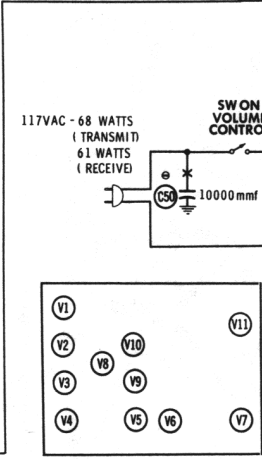 SW ON
VOLUME
CONTRO
117VAC - 68 WATTS
( TRANSMIT)
61 WATTS
( RECEIVE)
C50
10000 mmf
V1
V11
V2
V10
V8
V3
V9
V4
V5
V6
V7